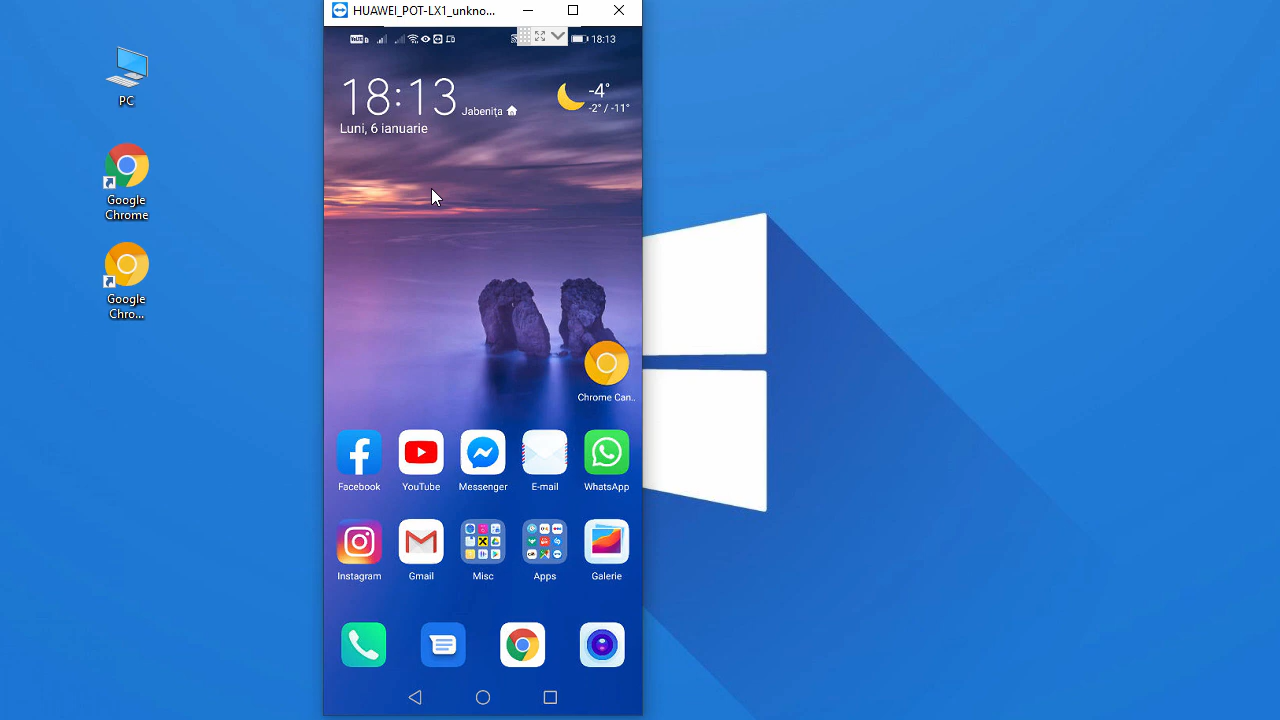 HUAWEI_POT-LX1_unkno...
18:13
18:13
Jabenița
Luni, 6 ianuarie
-4°
-2° / -11°
PC
Google
Chrome
Google
Chro...
Chrome Can..
Facebook
YouTube
Messenger
E-mail
WhatsApp
Instagram
Gmail
Misc
Apps
Galerie